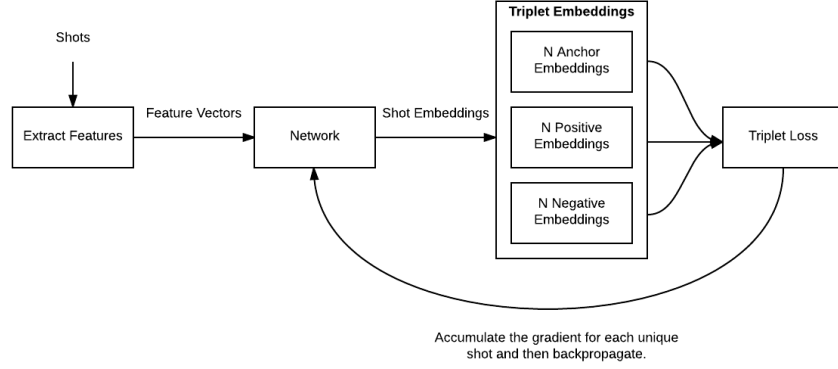 Triplet Embeddings
Shots
N Anchor
Embeddings
Extract Features
Feature Vectors
Network
Shot Embeddings
N Positive
Embeddings
Triplet Loss
N Negative
Embeddings
Accumulate the gradient for each unique
shot and then backpropagate.